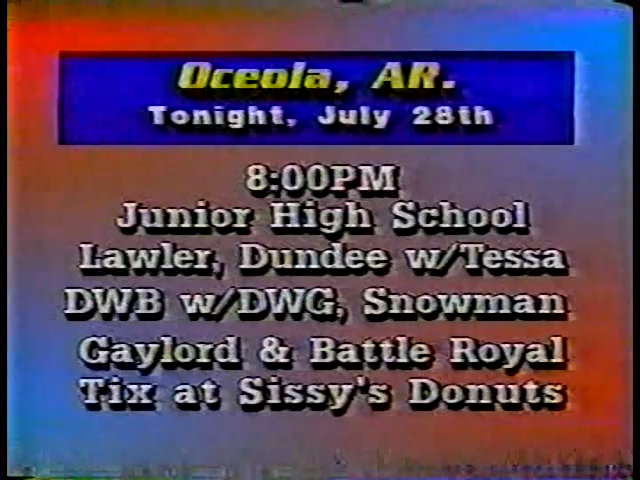 Oceola, AR.
Tonight, July 28th
8:00PM
Junior High School
Lawler, Dundee w/Tessa
DWB w/DWG, Snowman
Gaylord & Battle Royal
Tix at Sissy's Donuts